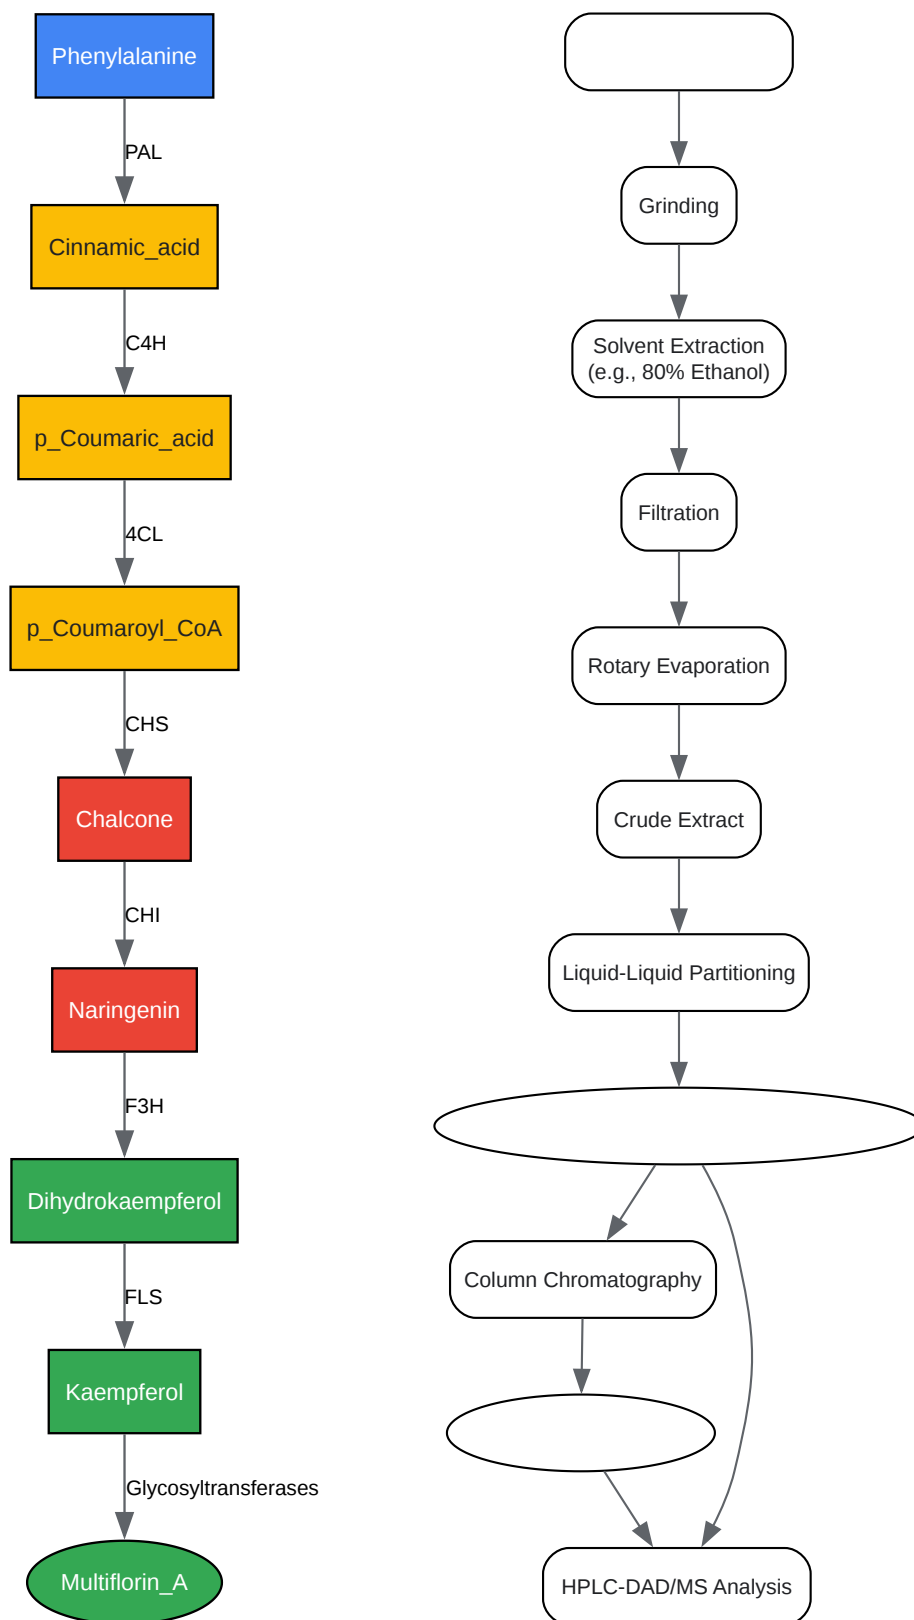 Phenylalanine
PAL
Cinnamic_acid
C4H
p_Coumaric_acid
4CL
p_Coumaroyl_CoA
CHS
Chalcone
CHI
Naringenin
F3H
Dihydrokaempferol
FLS
Kaempferol
Glycosyltransferases
Multiflorin_A
Grinding
Solvent Extraction
(e.g., 80% Ethanol)
Filtration
Rotary Evaporation
Crude Extract
Liquid-Liquid Partitioning
Column Chromatography
HPLC-DAD/MS Analysis